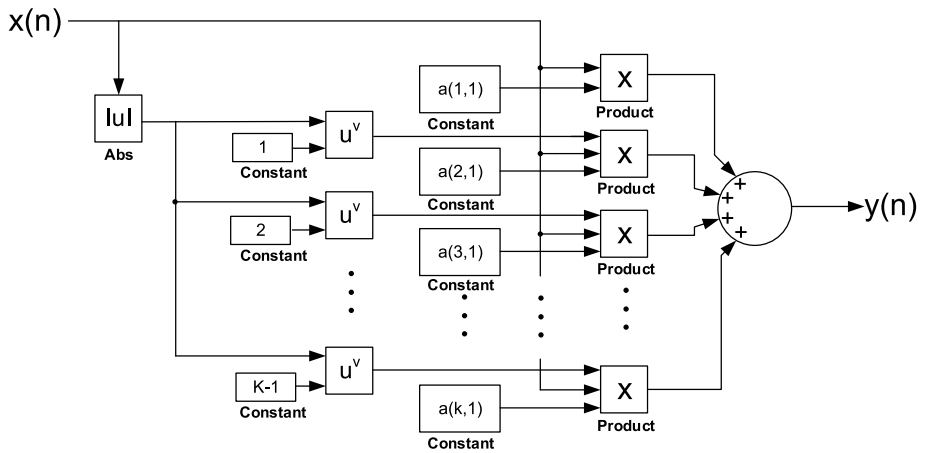 x(n)
|u|
Abs
1
Constant
u^v
a(1,1)
Constant
X
Product
2
Constant
u^v
a(2,1)
Constant
X
Product
a(3,1)
Constant
X
Product
+
+
+
+
y(n)
K-1
Constant
u^v
a(k,1)
Constant
X
Product